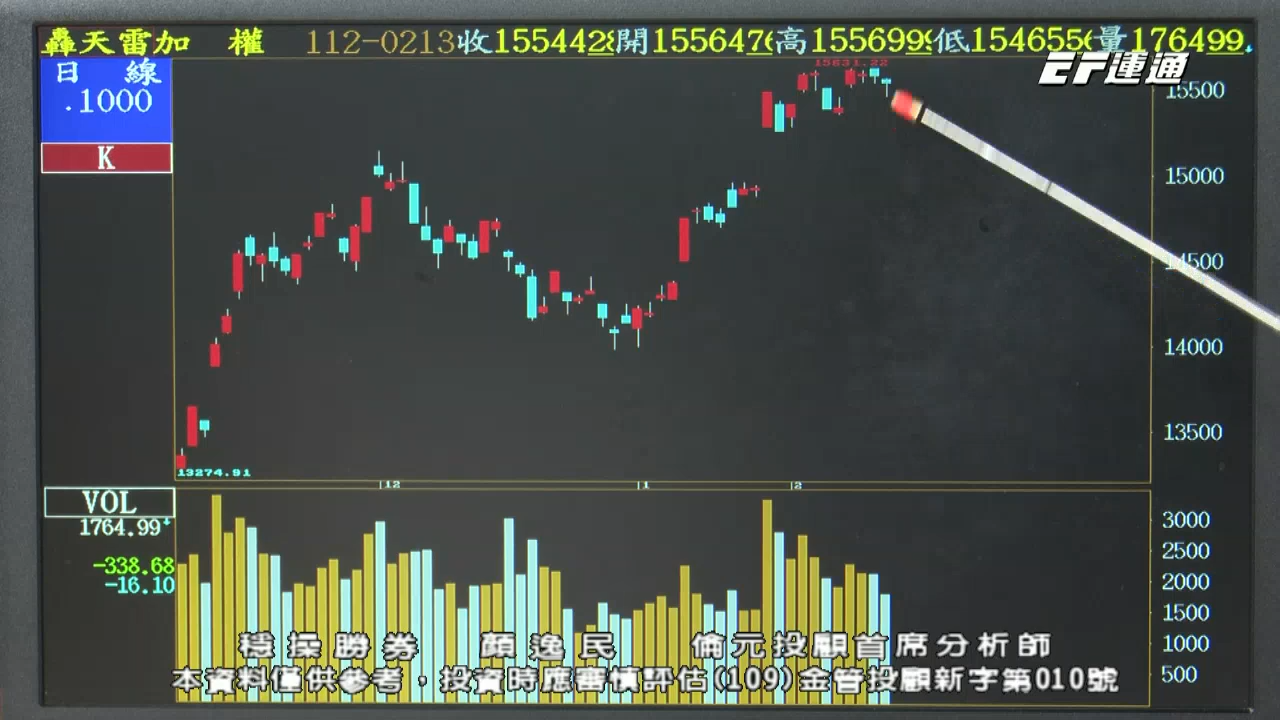 轟天雷加 權 112-0213收1554428開1556476高1556999低1546556量176499
日 線
.1000
K
EF運通
15631.22
15500
15000
14500
14000
13500
13274.91
12 1 2
VOL
1764.99
-338.68
-16.10
3000
2500
2000
1500
1000
500
穩操勝券 顏逸民 倫元投顧首席分析師
本資料僅供參考，投資時應審慎評估(109)金管投顧新字第010號